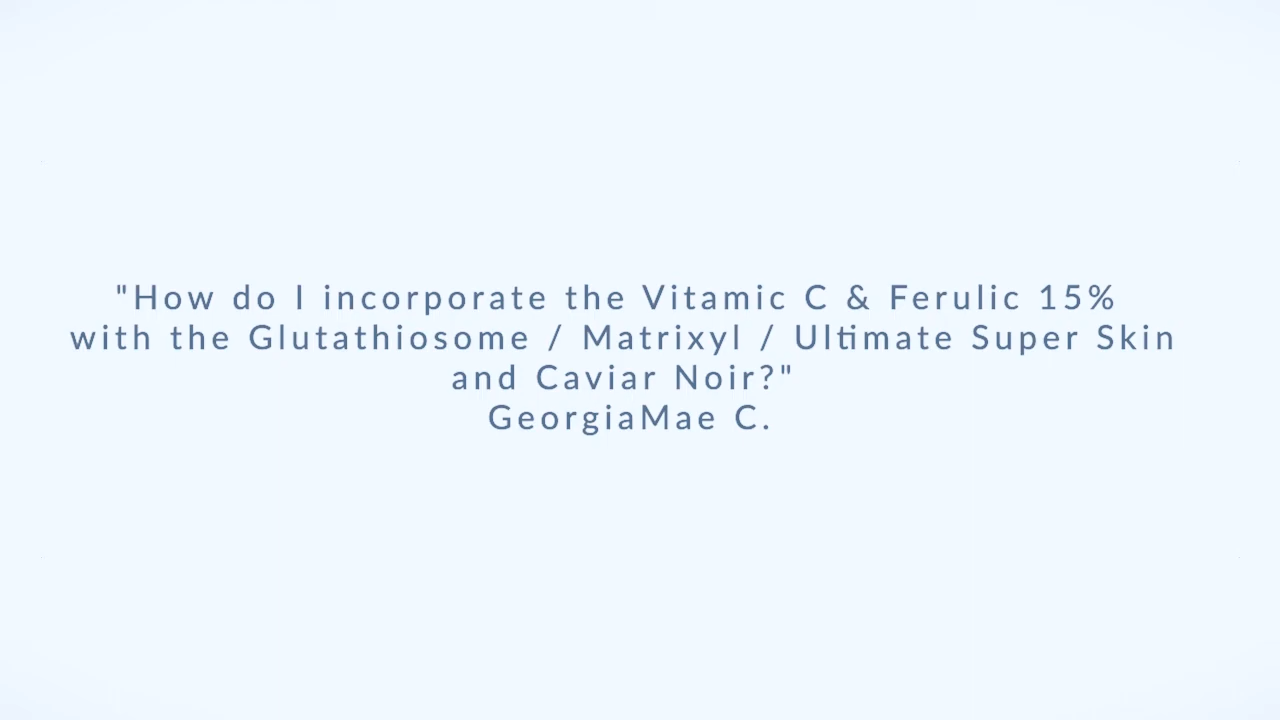 "How do I incorporate the Vitamic C & Ferulic 15%
with the Glutathiosome / Matrixyl / Ultimate Super Skin
and Caviar Noir?"
GeorgiaMae C.